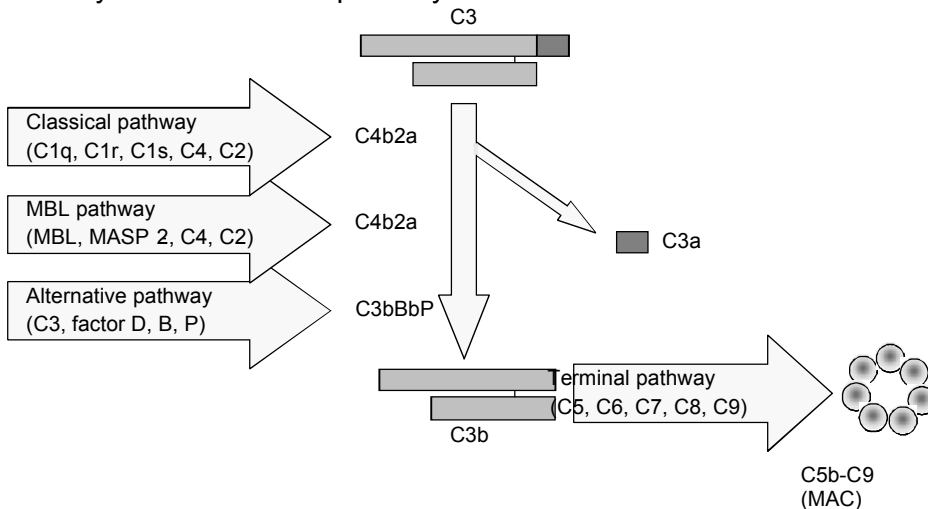 C3
Classical pathway
(C1q, C1r, C1s, C4, C2)
C4b2a
MBL pathway
(MBL, MASP 2, C4, C2)
C4b2a
C3a
Alternative pathway
(C3, factor D, B, P)
C3bBbP
Terminal pathway
(C5, C6, C7, C8, C9)
C3b
C5b-C9
(MAC)